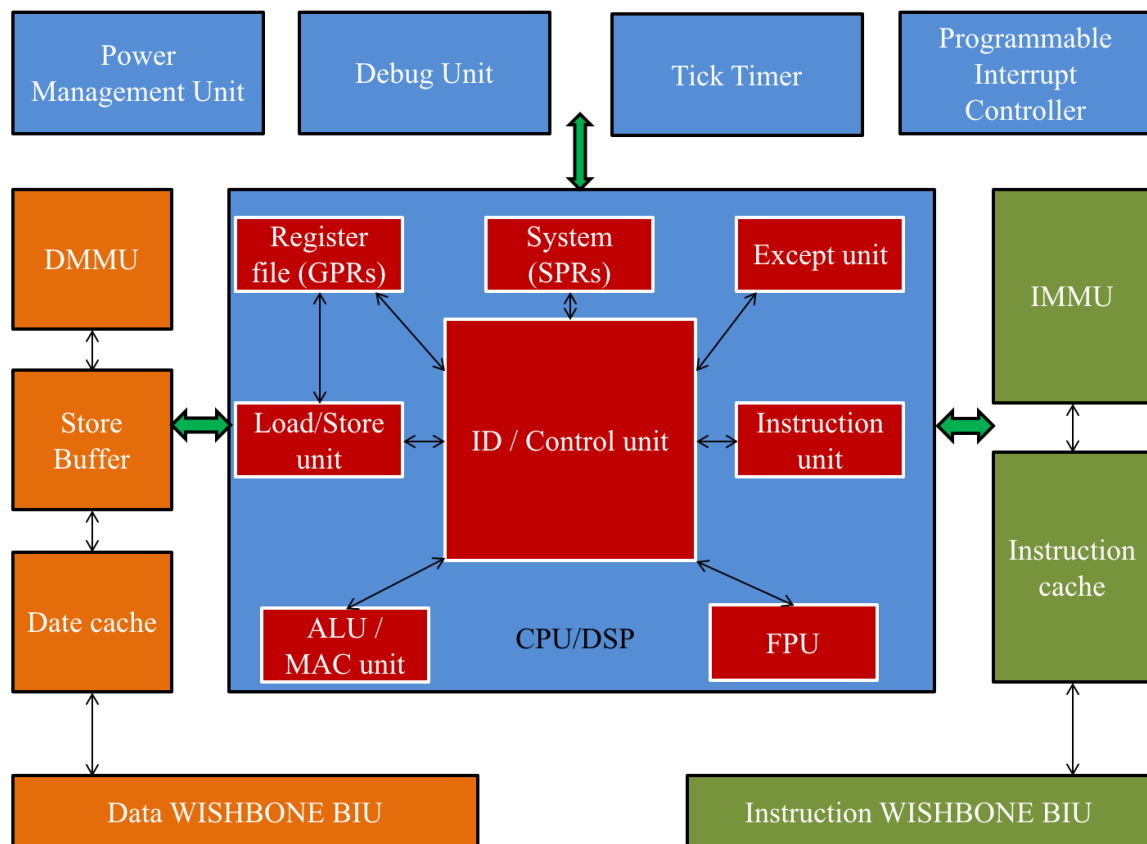 Power
Management Unit
Debug Unit
Tick Timer
Programmable
Interrupt
Controller
DMMU
Store
Buffer
Date cache
Register
file (GPRs)
System
(SPRs)
Except unit
Load/Store
unit
ID / Control unit
Instruction
unit
ALU /
MAC unit
CPU/DSP
FPU
IMMU
Instruction
cache
Data WISHBONE BIU
Instruction WISHBONE BIU